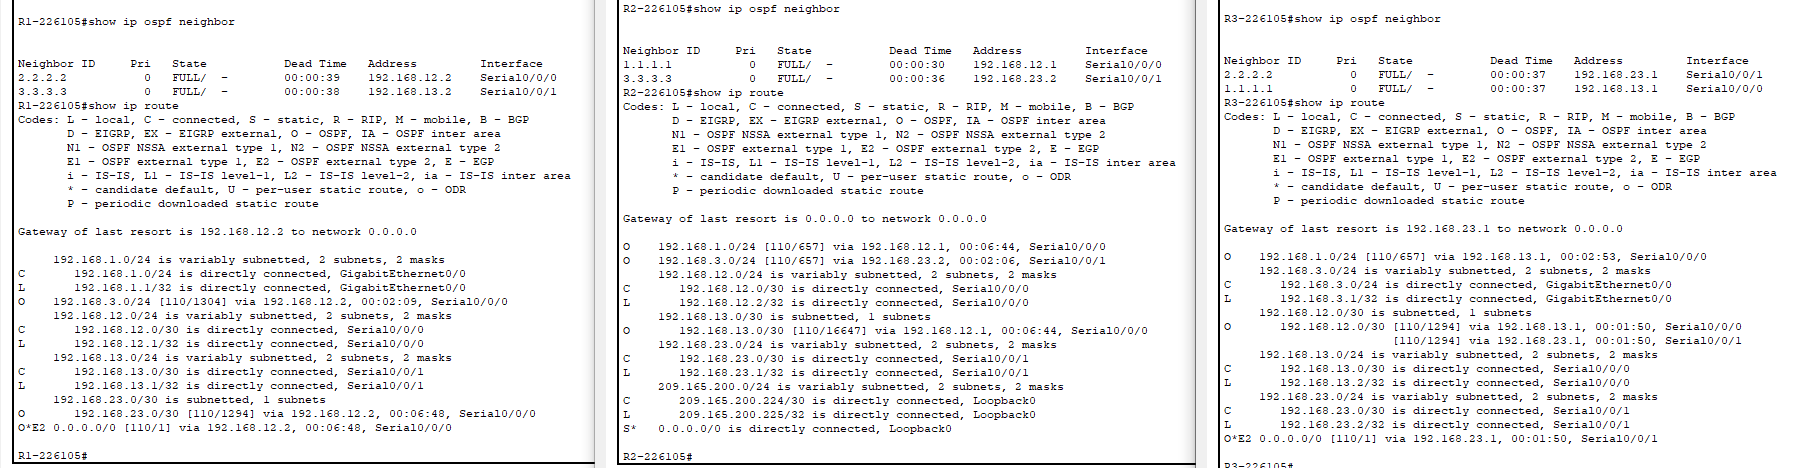 R1-226105#show ip ospf neighbor
Neighbor ID     Pri   State           Dead Time   Address         Interface
2.2.2.2           0   FULL/  -        00:00:39    192.168.12.2    Serial0/0/0
3.3.3.3           0   FULL/  -        00:00:38    192.168.13.2    Serial0/0/1
R1-226105#show ip route
Codes: L - local, C - connected, S - static, R - RIP, M - mobile, B - BGP
       D - EIGRP, EX - EIGRP external, O - OSPF, IA - OSPF inter area
       N1 - OSPF NSSA external type 1, N2 - OSPF NSSA external type 2
       E1 - OSPF external type 1, E2 - OSPF external type 2, E - EGP
       i - IS-IS, L1 - IS-IS level-1, L2 - IS-IS level-2, ia - IS-IS inter area
       * - candidate default, U - per-user static route, o - ODR
       P - periodic downloaded static route
Gateway of last resort is 192.168.12.2 to network 0.0.0.0
     192.168.1.0/24 is variably subnetted, 2 subnets, 2 masks
C       192.168.1.0/24 is directly connected, GigabitEthernet0/0
L       192.168.1.1/32 is directly connected, GigabitEthernet0/0
O    192.168.3.0/24 [110/1304] via 192.168.12.2, 00:02:09, Serial0/0/0
     192.168.12.0/24 is variably subnetted, 2 subnets, 2 masks
C       192.168.12.0/30 is directly connected, Serial0/0/0
L       192.168.12.1/32 is directly connected, Serial0/0/0
     192.168.13.0/24 is variably subnetted, 2 subnets, 2 masks
C       192.168.13.0/30 is directly connected, Serial0/0/1
L       192.168.13.1/32 is directly connected, Serial0/0/1
     192.168.23.0/30 is subnetted, 1 subnets
O       192.168.23.0/30 [110/1294] via 192.168.12.2, 00:06:48, Serial0/0/0
O*E2 0.0.0.0/0 [110/1] via 192.168.12.2, 00:06:48, Serial0/0/0
R1-226105#
R2-226105#show ip ospf neighbor
Neighbor ID     Pri   State           Dead Time   Address         Interface
1.1.1.1           0   FULL/  -        00:00:30    192.168.12.1    Serial0/0/0
3.3.3.3           0   FULL/  -        00:00:36    192.168.23.2    Serial0/0/1
R2-226105#show ip route
Codes: L - local, C - connected, S - static, R - RIP, M - mobile, B - BGP
       D - EIGRP, EX - EIGRP external, O - OSPF, IA - OSPF inter area
       N1 - OSPF NSSA external type 1, N2 - OSPF NSSA external type 2
       E1 - OSPF external type 1, E2 - OSPF external type 2, E - EGP
       i - IS-IS, L1 - IS-IS level-1, L2 - IS-IS level-2, ia - IS-IS inter area
       * - candidate default, U - per-user static route, o - ODR
       P - periodic downloaded static route
Gateway of last resort is 0.0.0.0 to network 0.0.0.0
O    192.168.1.0/24 [110/657] via 192.168.12.1, 00:06:44, Serial0/0/0
O    192.168.3.0/24 [110/657] via 192.168.23.2, 00:02:06, Serial0/0/1
     192.168.12.0/24 is variably subnetted, 2 subnets, 2 masks
C       192.168.12.0/30 is directly connected, Serial0/0/0
L       192.168.12.2/32 is directly connected, Serial0/0/0
     192.168.13.0/30 is subnetted, 1 subnets
O       192.168.13.0/30 [110/16647] via 192.168.12.1, 00:06:44, Serial0/0/0
     192.168.23.0/24 is variably subnetted, 2 subnets, 2 masks
C       192.168.23.0/30 is directly connected, Serial0/0/1
L       192.168.23.1/32 is directly connected, Serial0/0/1
     209.165.200.0/24 is variably subnetted, 2 subnets, 2 masks
C       209.165.200.224/30 is directly connected, Loopback0
L       209.165.200.225/32 is directly connected, Loopback0
S*   0.0.0.0/0 is directly connected, Loopback0
R2-226105#
R3-226105#show ip ospf neighbor
Neighbor ID     Pri   State           Dead Time   Address         Interface
2.2.2.2           0   FULL/  -        00:00:37    192.168.23.1    Serial0/0/1
1.1.1.1           0   FULL/  -        00:00:37    192.168.13.1    Serial0/0/0
R3-226105#show ip route
Codes: L - local, C - connected, S - static, R - RIP, M - mobile, B - BGP
       D - EIGRP, EX - EIGRP external, O - OSPF, IA - OSPF inter area
       N1 - OSPF NSSA external type 1, N2 - OSPF NSSA external type 2
       E1 - OSPF external type 1, E2 - OSPF external type 2, E - EGP
       i - IS-IS, L1 - IS-IS level-1, L2 - IS-IS level-2, ia - IS-IS inter area
       * - candidate default, U - per-user static route, o - ODR
       P - periodic downloaded static route
Gateway of last resort is 192.168.23.1 to network 0.0.0.0
O    192.168.1.0/24 [110/657] via 192.168.13.1, 00:02:53, Serial0/0/0
     192.168.3.0/24 is variably subnetted, 2 subnets, 2 masks
C       192.168.3.0/24 is directly connected, GigabitEthernet0/0
L       192.168.3.1/32 is directly connected, GigabitEthernet0/0
     192.168.12.0/30 is subnetted, 1 subnets
O       192.168.12.0/30 [110/1294] via 192.168.13.1, 00:01:50, Serial0/0/0
                        [110/1294] via 192.168.23.1, 00:01:50, Serial0/0/1
     192.168.13.0/24 is variably subnetted, 2 subnets, 2 masks
C       192.168.13.0/30 is directly connected, Serial0/0/0
L       192.168.13.2/32 is directly connected, Serial0/0/0
     192.168.23.0/24 is variably subnetted, 2 subnets, 2 masks
C       192.168.23.0/30 is directly connected, Serial0/0/1
L       192.168.23.2/32 is directly connected, Serial0/0/1
O*E2 0.0.0.0/0 [110/1] via 192.168.23.1, 00:01:50, Serial0/0/1
R3-226105#